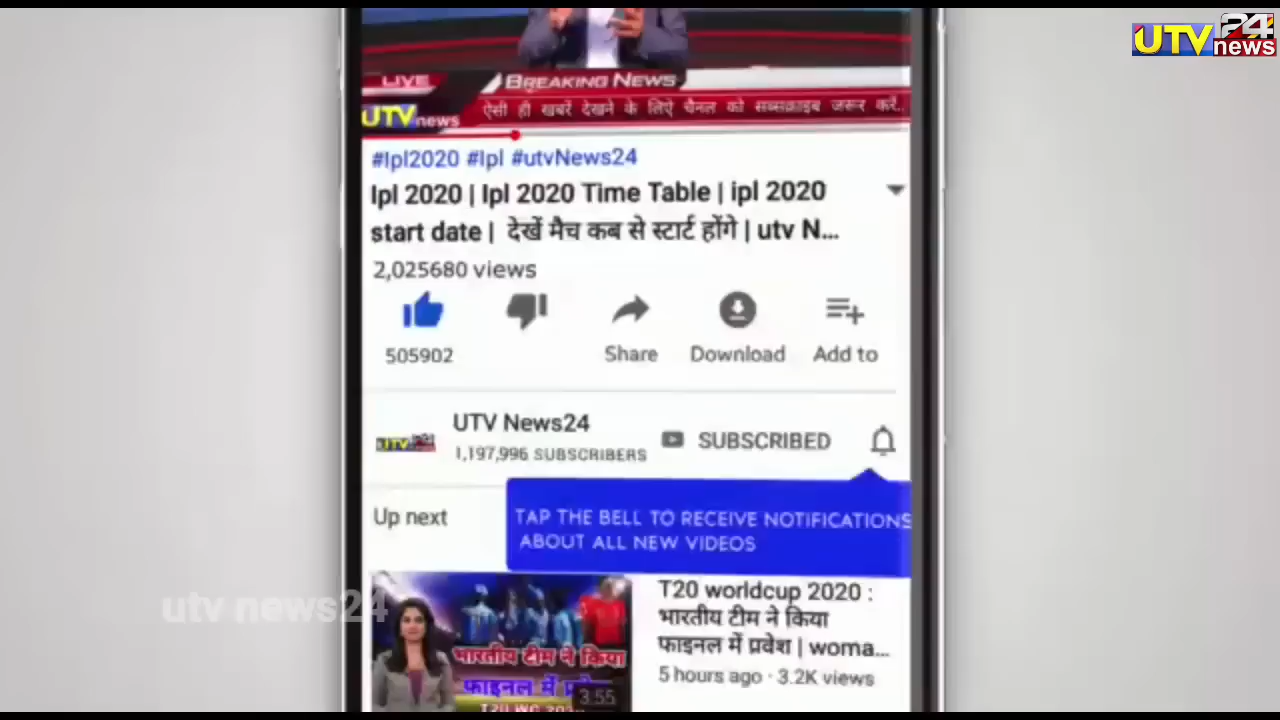 UTV 24 news
LIVE
BREAKING NEWS
UTV news
ऐसी ही खबरें देखने के लिऐं चैनल को सब्सक्राइब जरूर करें..
#Ipl2020 #Ipl #utvNews24
Ipl 2020 | Ipl 2020 Time Table | ipl 2020
start date | देखें मैच कब से स्टार्ट होंगे | utv N...
2,025680 views
505902
Share
Download
Add to
UTV News24
1,197,996 SUBSCRIBERS
SUBSCRIBED
TAP THE BELL TO RECEIVE NOTIFICATIONS
ABOUT ALL NEW VIDEOS
Up next
utv news24
भारतीय टीम ने किया
फाइनल में
3:55
T20 worldcup 2020 :
भारतीय टीम ने किया
फाइनल में प्रवेश | woma...
5 hours ago · 3.2K views